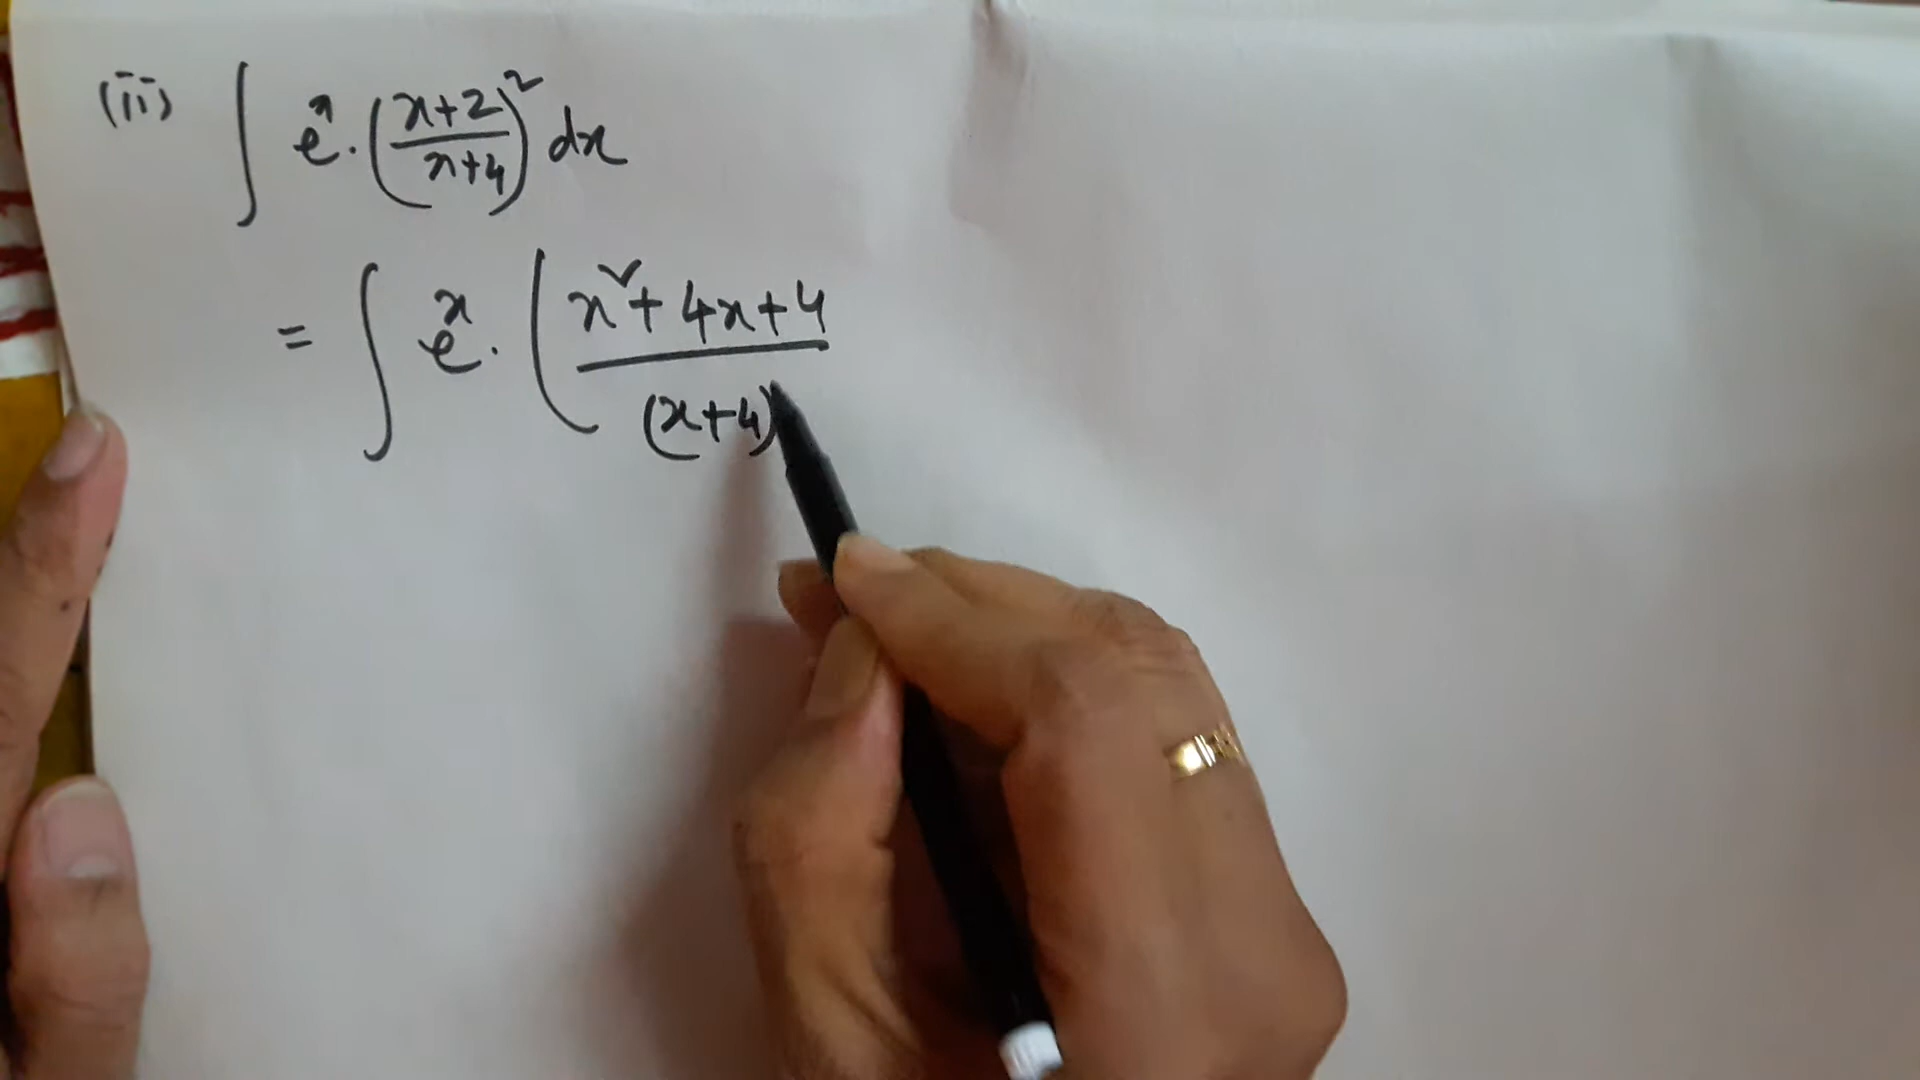 (ii) ∫ eˣ·((x+2)/(x+4))² dx
= ∫ eˣ·((x²+4x+4)/(x+4)